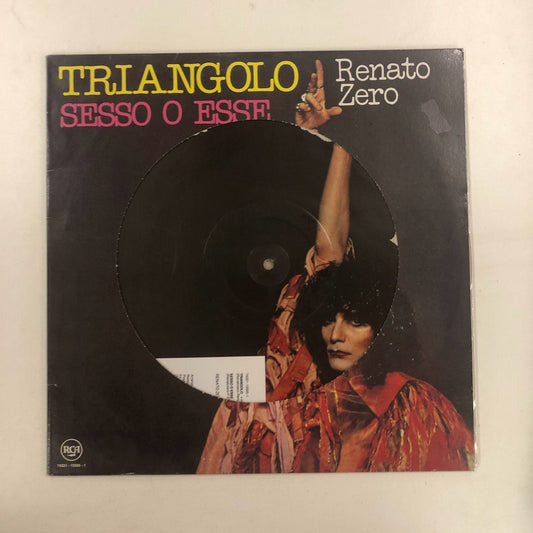 TRIANGOLO
SESSO O ESSE
Renato
Zero
RCA